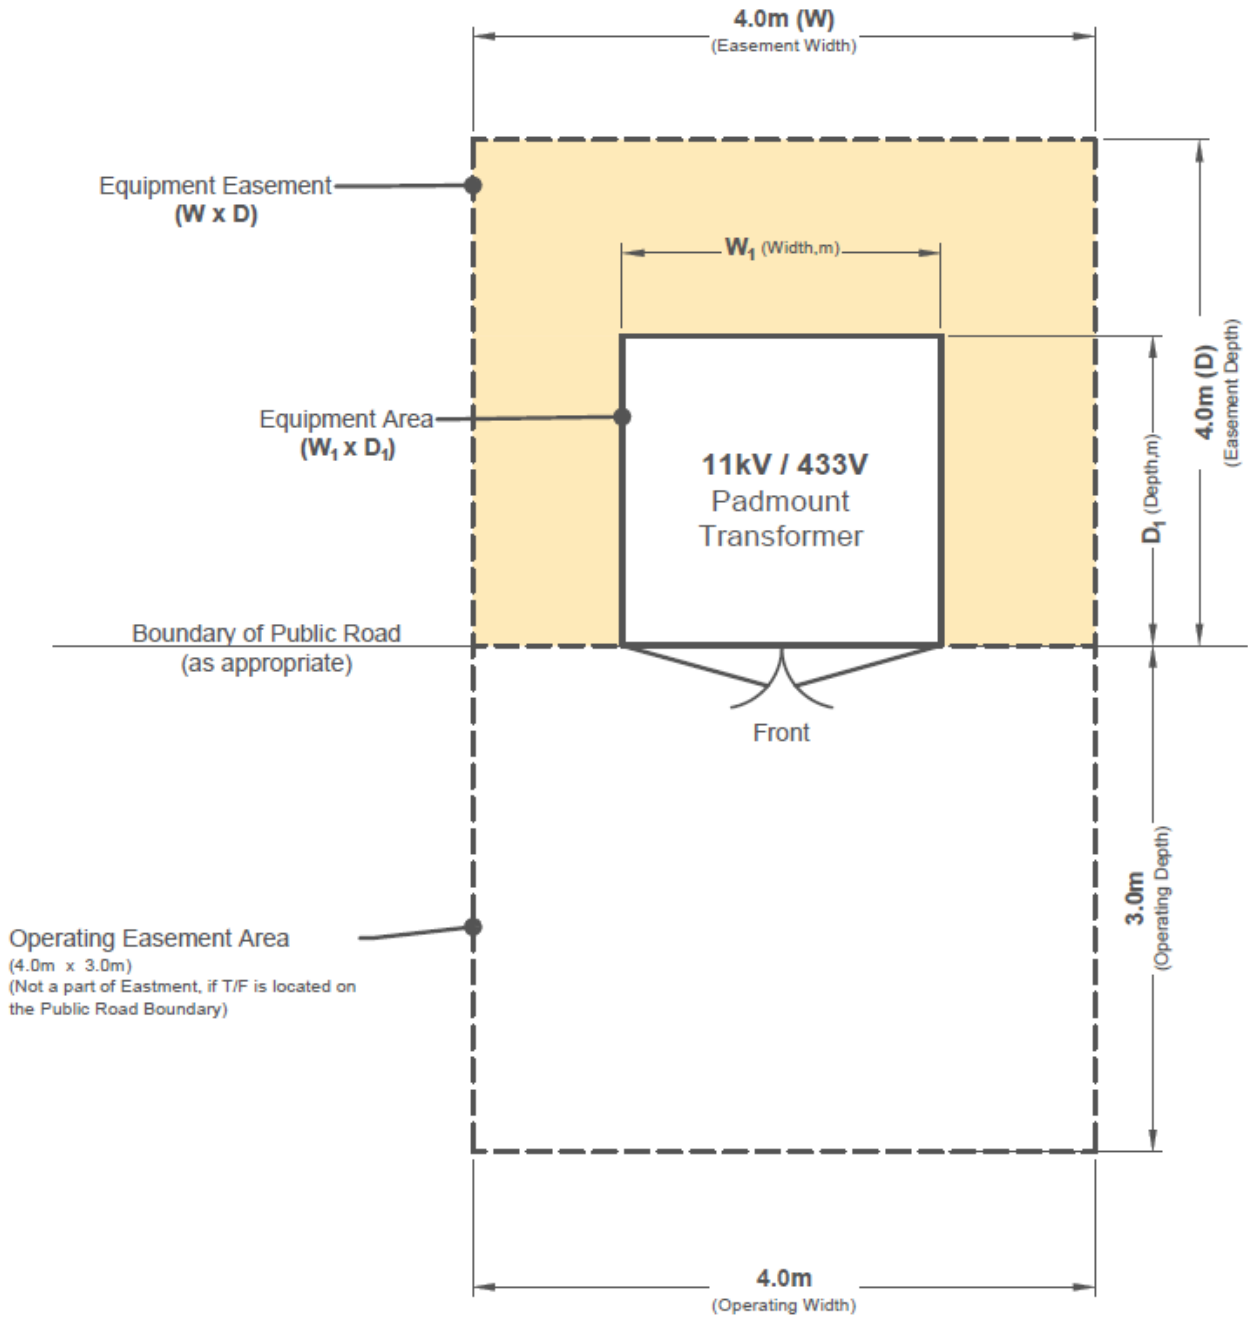 4.0m (W)
(Easement Width)
Equipment Easement
(W x D)
W₁ (Width,m)
4.0m (D)
(Easement Depth)
Equipment Area
(W₁ x D₁)
D₁ (Depth,m)
11kV / 433V
Padmount
Transformer
Boundary of Public Road
(as appropriate)
Front
3.0m
(Operating Depth)
Operating Easement Area
(4.0m x 3.0m)
(Not a part of Eastment, if T/F is located on
the Public Road Boundary)
4.0m
(Operating Width)